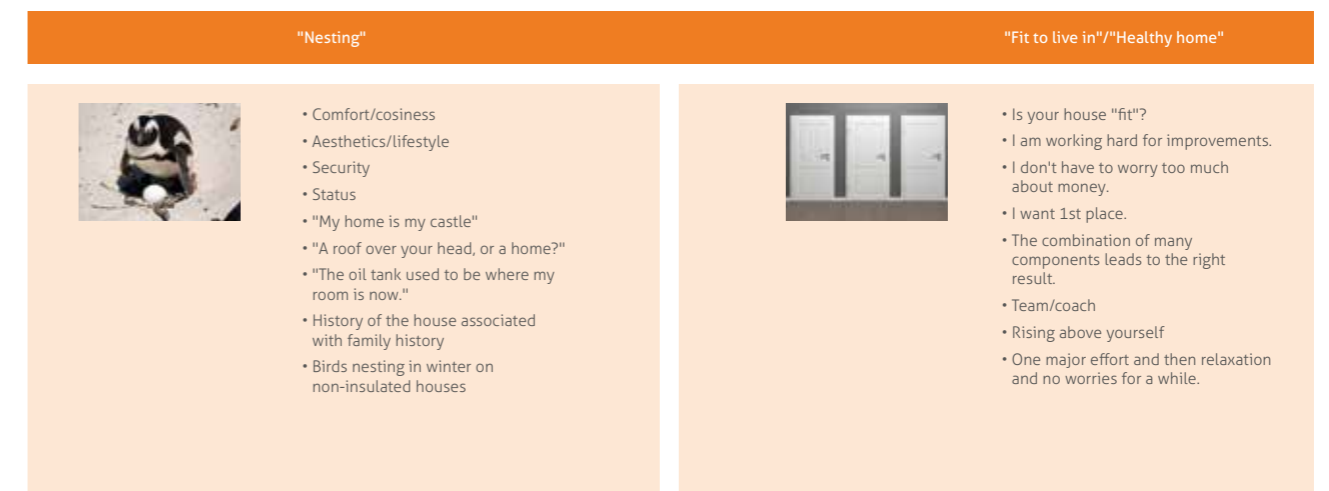 "Nesting"
"Fit to live in"/"Healthy home"
• Comfort/cosiness
• Aesthetics/lifestyle
• Security
• Status
• "My home is my castle"
• "A roof over your head, or a home?"
• "The oil tank used to be where my
room is now."
• History of the house associated
with family history
• Birds nesting in winter on
non-insulated houses
• Is your house "fit"?
• I am working hard for improvements.
• I don't have to worry too much
about money.
• I want 1st place.
• The combination of many
components leads to the right
result.
• Team/coach
• Rising above yourself
• One major effort and then relaxation
and no worries for a while.